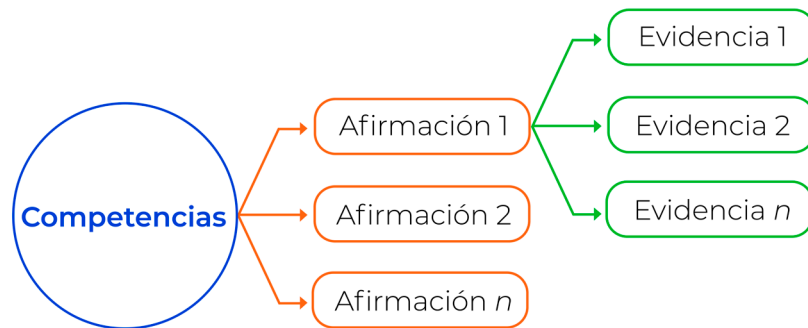 Competencias
Afirmación 1
Afirmación 2
Afirmación n
Evidencia 1
Evidencia 2
Evidencia n